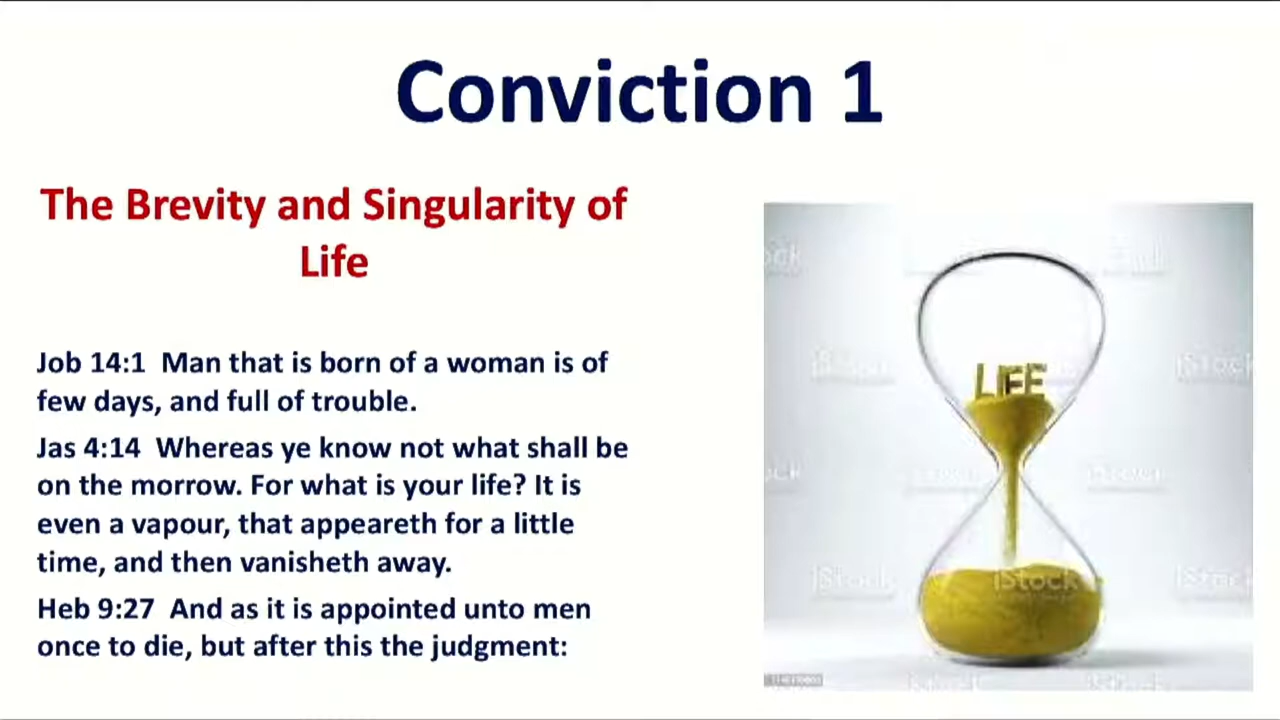 Conviction 1
The Brevity and Singularity of
Life
Job 14:1  Man that is born of a woman is of
few days, and full of trouble.
Jas 4:14  Whereas ye know not what shall be
on the morrow. For what is your life? It is
even a vapour, that appeareth for a little
time, and then vanisheth away.
Heb 9:27  And as it is appointed unto men
once to die, but after this the judgment:
LIFE
iStock